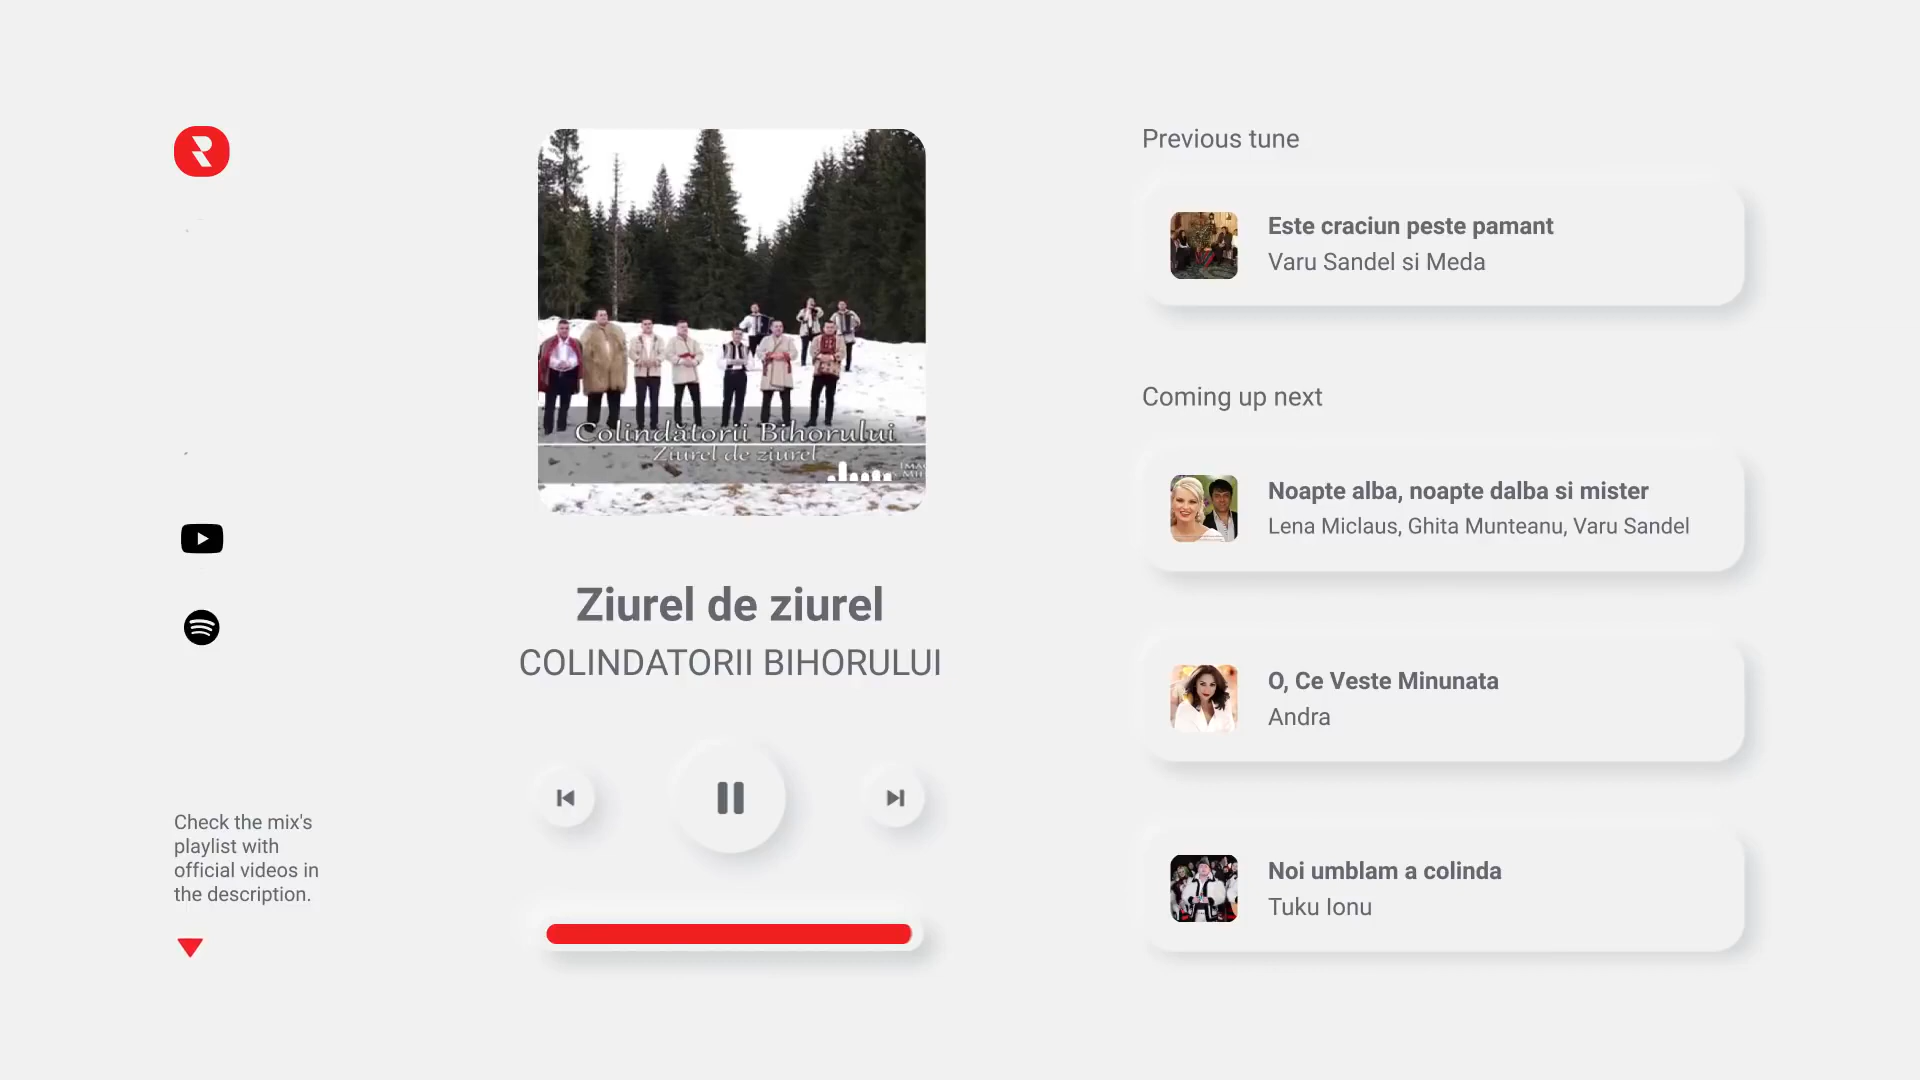 Check the mix's
playlist with
official videos in
the description.
Colindătorii Bihorului
Ziurel de ziurel
Ziurel de ziurel
COLINDATORII BIHORULUI
Previous tune
Este craciun peste pamant
Varu Sandel si Meda
Coming up next
Noapte alba, noapte dalba si mister
Lena Miclaus, Ghita Munteanu, Varu Sandel
O, Ce Veste Minunata
Andra
Noi umblam a colinda
Tuku Ionu